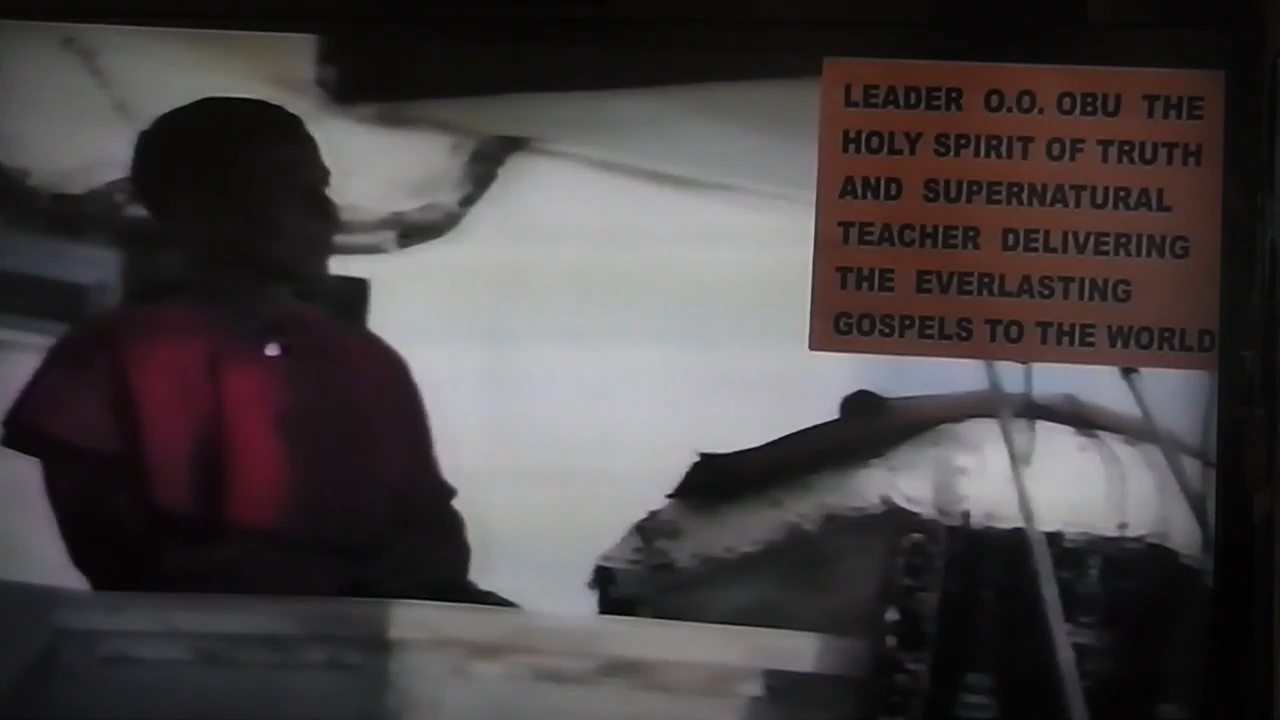 LEADER O.O. OBU THE
HOLY SPIRIT OF TRUTH
AND SUPERNATURAL
TEACHER DELIVERING
THE EVERLASTING
GOSPELS TO THE WORLD